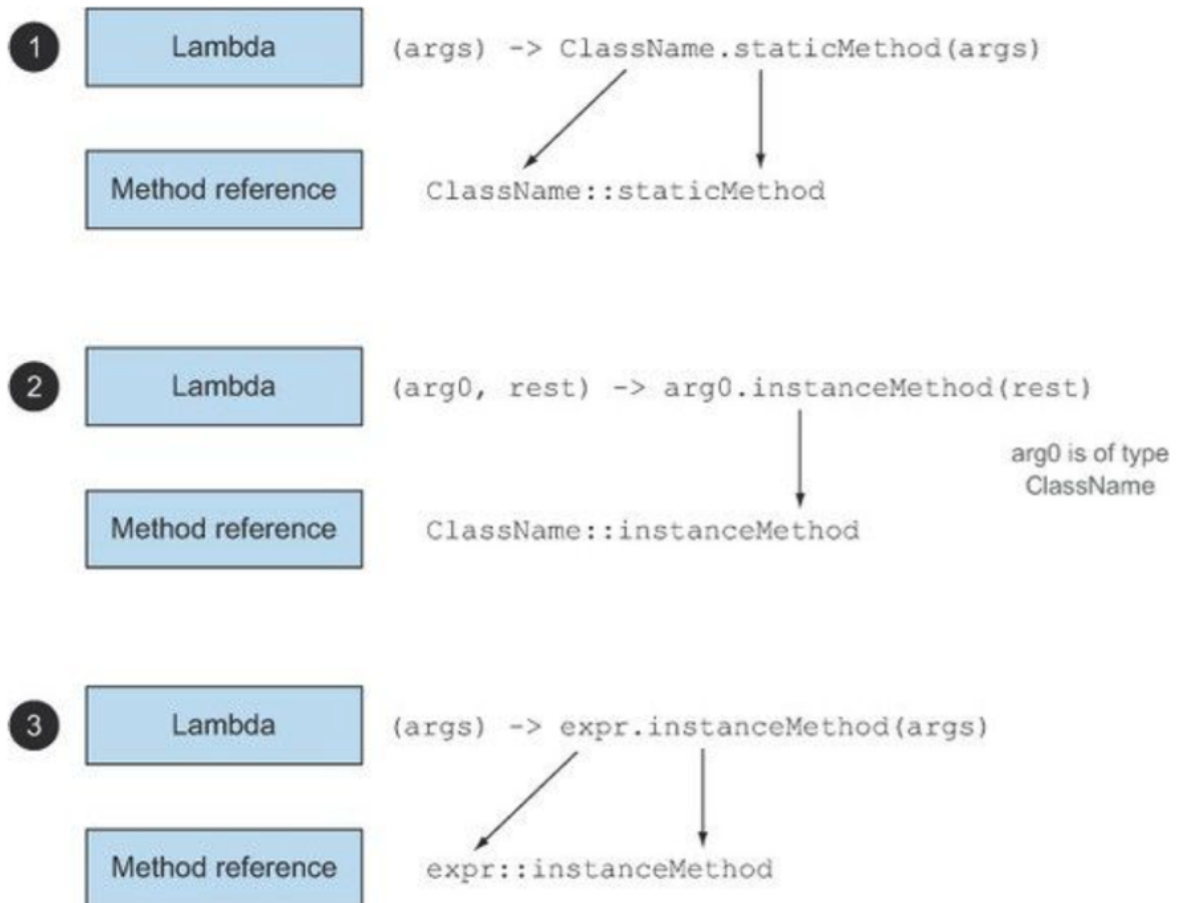 1 Lambda (args) -> ClassName.staticMethod(args)
Method reference ClassName::staticMethod
2 Lambda (arg0, rest) -> arg0.instanceMethod(rest)
arg0 is of type
ClassName
Method reference ClassName::instanceMethod
3 Lambda (args) -> expr.instanceMethod(args)
Method reference expr::instanceMethod